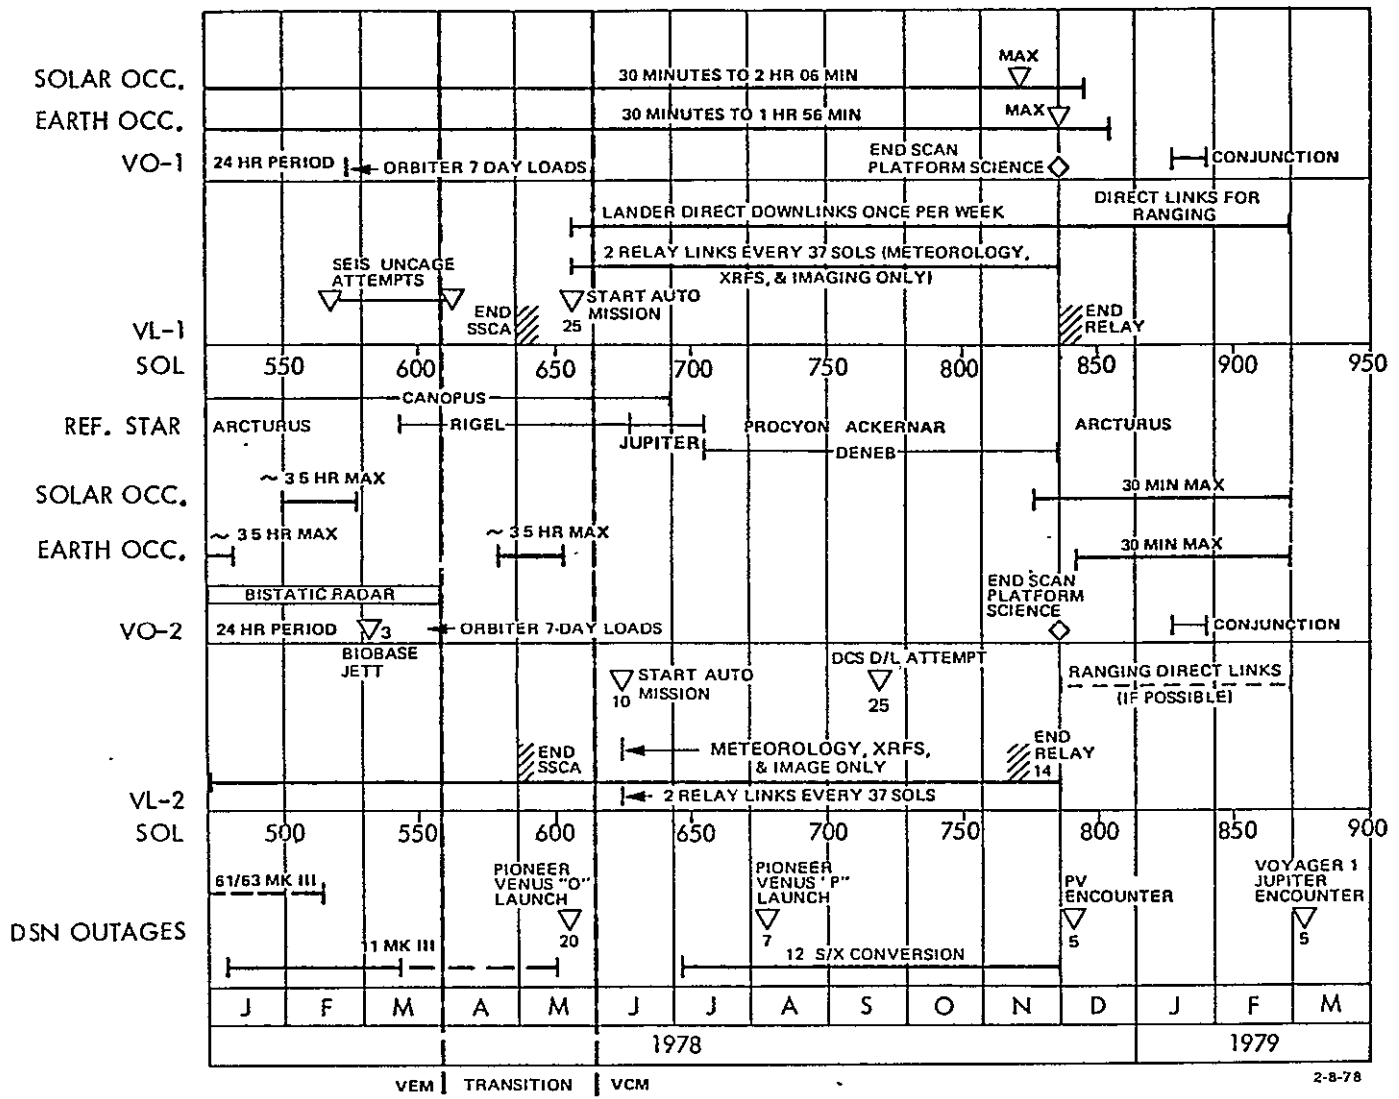 SOLAR OCC.
30 MINUTES TO 2 HR 06 MIN
MAX
EARTH OCC.
30 MINUTES TO 1 HR 56 MIN
MAX
VO-1
24 HR PERIOD
ORBITER 7 DAY LOADS
END SCAN
PLATFORM SCIENCE
CONJUNCTION
LANDER DIRECT DOWNLINKS ONCE PER WEEK
DIRECT LINKS FOR
RANGING
2 RELAY LINKS EVERY 37 SOLS (METEOROLOGY,
XRFS, & IMAGING ONLY)
SEIS UNCAGE
ATTEMPTS
END
SSCA
START AUTO
MISSION
25
END
RELAY
VL-1
SOL
550 600 650 700 750 800 850 900 950
CANOPUS
REF. STAR
ARCTURUS
RIGEL
JUPITER
PROCYON ACKERNAR
DENEB
ARCTURUS
SOLAR OCC.
~ 3 5 HR MAX
30 MIN MAX
EARTH OCC.
~ 3 5 HR MAX
~ 3 5 HR MAX
30 MIN MAX
BISTATIC RADAR
END SCAN
PLATFORM
SCIENCE
VO-2
24 HR PERIOD
3
ORBITER 7-DAY LOADS
CONJUNCTION
BIOBASE
JETT
START AUTO
MISSION
10
DCS D/L ATTEMPT
25
RANGING DIRECT LINKS
(IF POSSIBLE)
END
SSCA
METEOROLOGY, XRFS,
& IMAGE ONLY
END
RELAY
14
VL-2
2 RELAY LINKS EVERY 37 SOLS
SOL
500 550 600 650 700 750 800 850 900
61/63 MK III
PIONEER
VENUS "O"
LAUNCH
20
PIONEER
VENUS 'P"
LAUNCH
7
PV
ENCOUNTER
5
VOYAGER 1
JUPITER
ENCOUNTER
5
DSN OUTAGES
11 MK III
12 S/X CONVERSION
J F M A M J J A S O N D J F M
1978 1979
VEM TRANSITION VCM
2-8-78